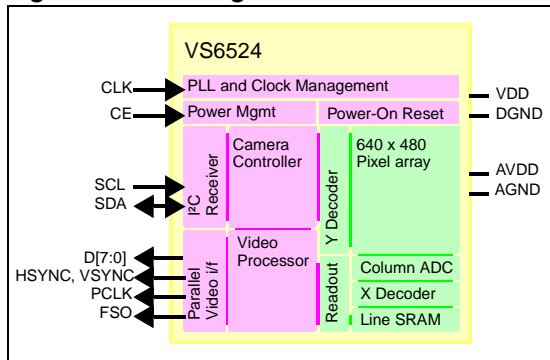 VS6524
CLK
PLL and Clock Management
VDD
CE
Power Mgmt
Power-On Reset
DGND
Camera
Controller
640 x 480
Pixel array
AVDD
AGND
SCL
SDA
I²C
Receiver
Y Decoder
D[7:0]
HSYNC, VSYNC
PCLK
FSO
Parallel
Video i/f
Video
Processor
Readout
Column ADC
X Decoder
Line SRAM